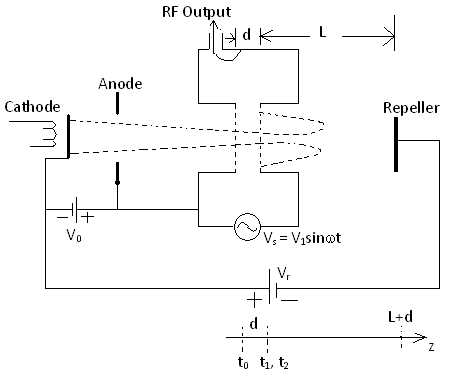 RF Output
d
L
Anode
Cathode
Repeller
− +
V0
Vs = V1sinωt
Vr
+ −
d
L+d
z
t0
t1, t2